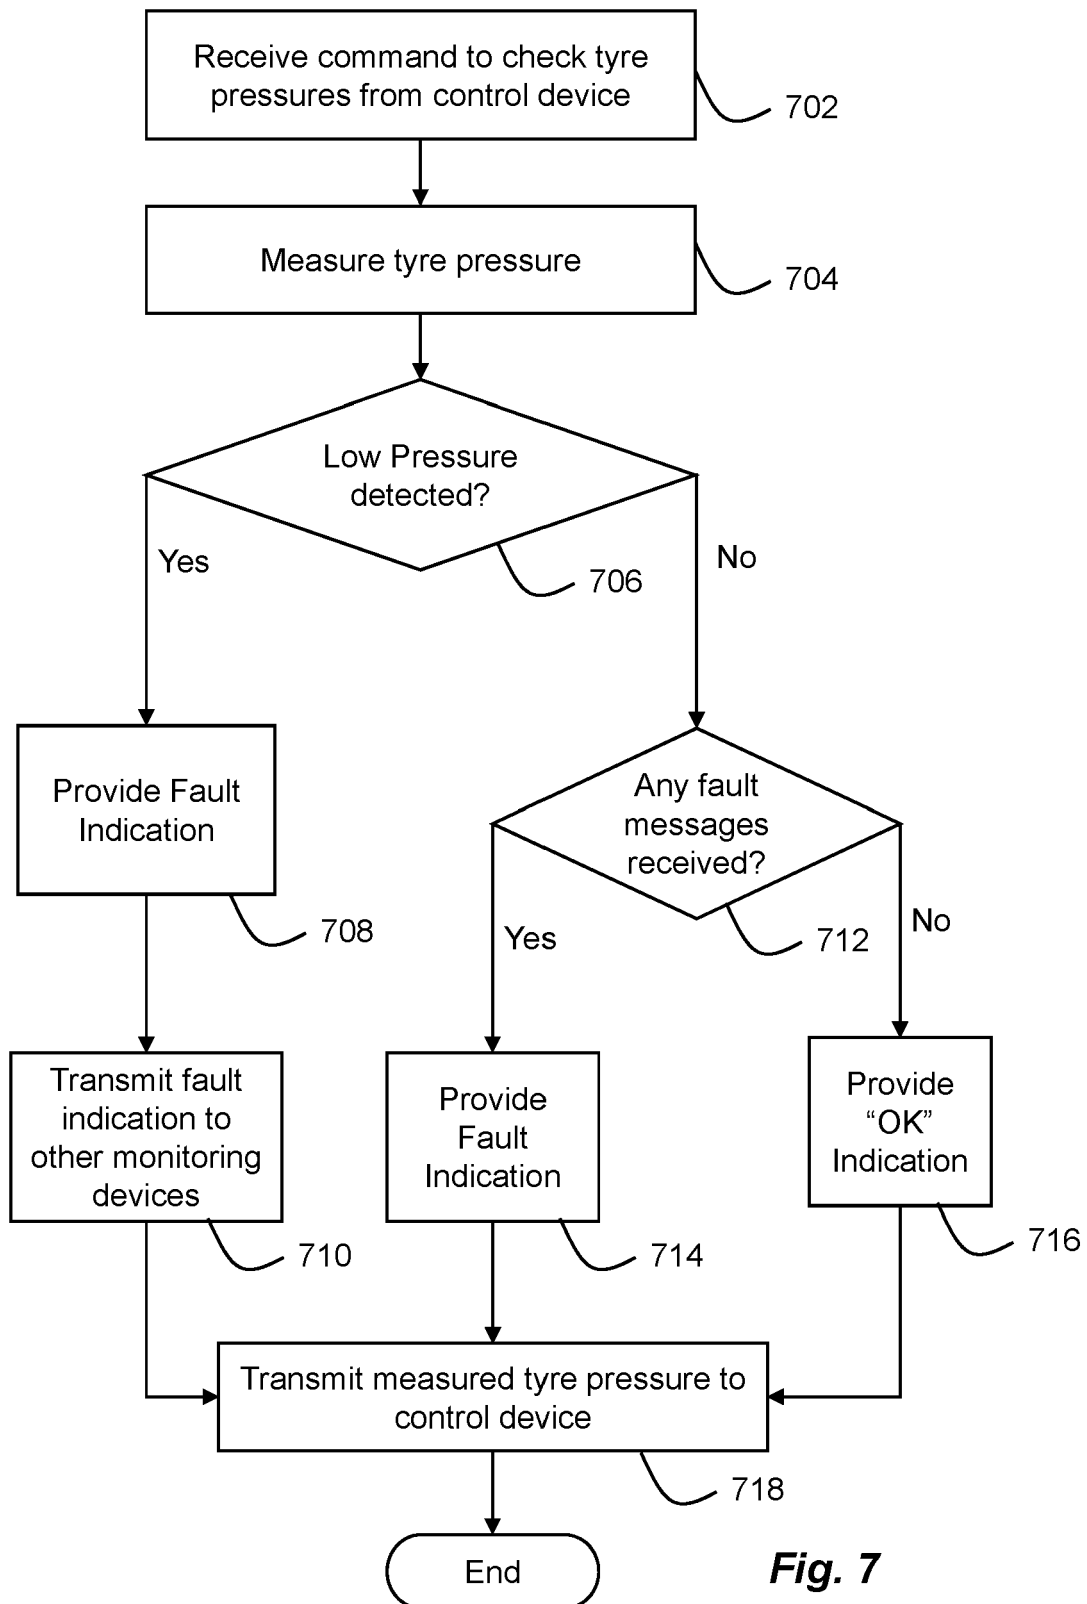 Receive command to check tyre
pressures from control device
702
Measure tyre pressure
704
Low Pressure
detected?
706
Yes
No
Provide Fault
Indication
708
Any fault
messages
received?
712
Yes
No
Transmit fault
indication to
other monitoring
devices
710
Provide
Fault
Indication
714
Provide
“OK”
Indication
716
Transmit measured tyre pressure to
control device
718
End
Fig. 7